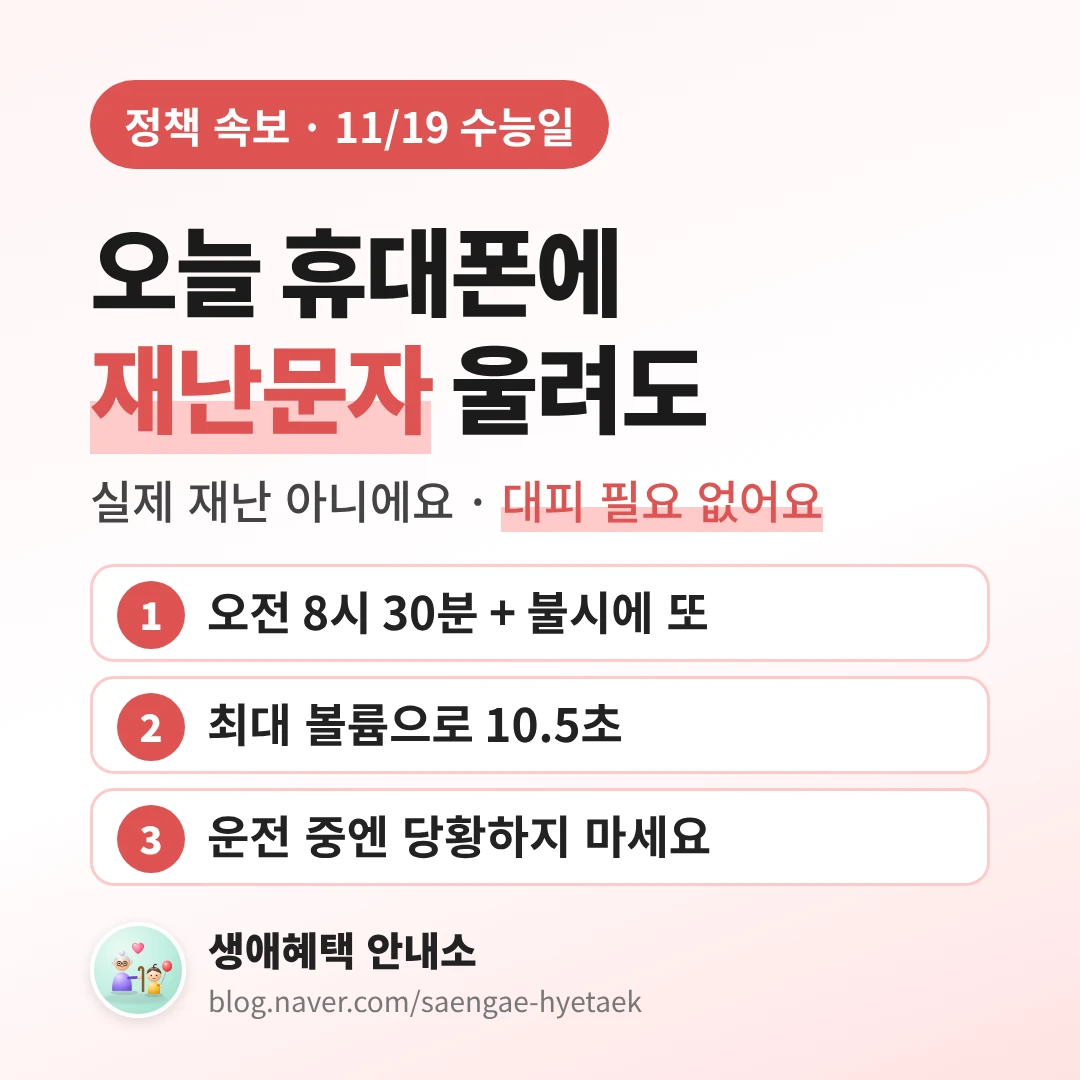 정책 속보 · 11/19 수능일
오늘 휴대폰에
재난문자 울려도
실제 재난 아니에요 · 대피 필요 없어요
1 오전 8시 30분 + 불시에 또
2 최대 볼륨으로 10.5초
3 운전 중엔 당황하지 마세요
생애혜택 안내소
blog.naver.com/saengae-hyetaek